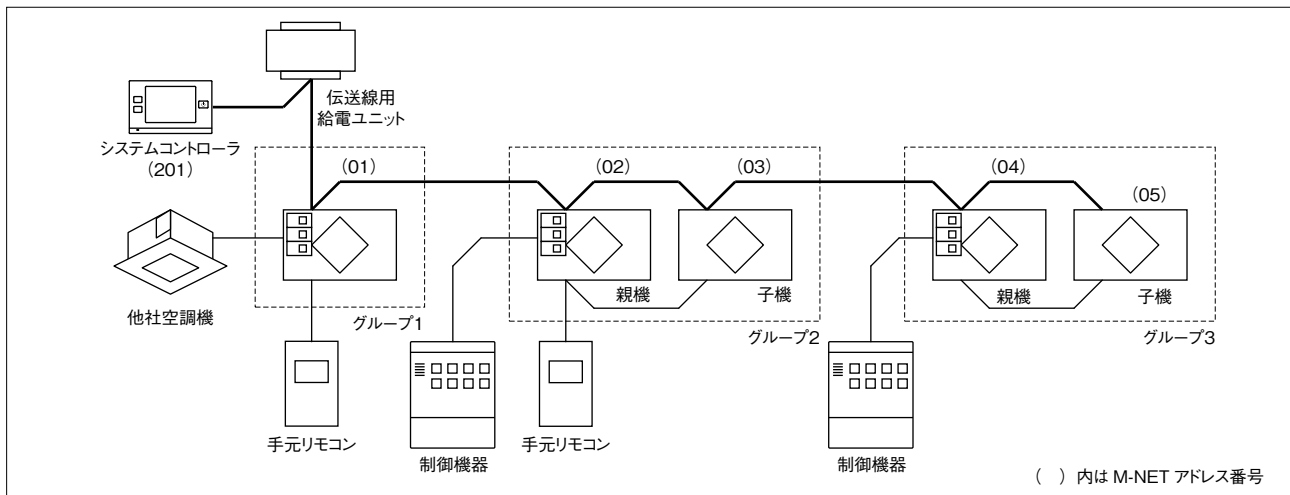 伝送線用
給電ユニット
システムコントローラ
(201)
(01)
(02)
(03)
(04)
(05)
他社空調機
親機
子機
親機
子機
グループ1
グループ2
グループ3
手元リモコン
制御機器
手元リモコン
制御機器
( ) 内は M-NET アドレス番号